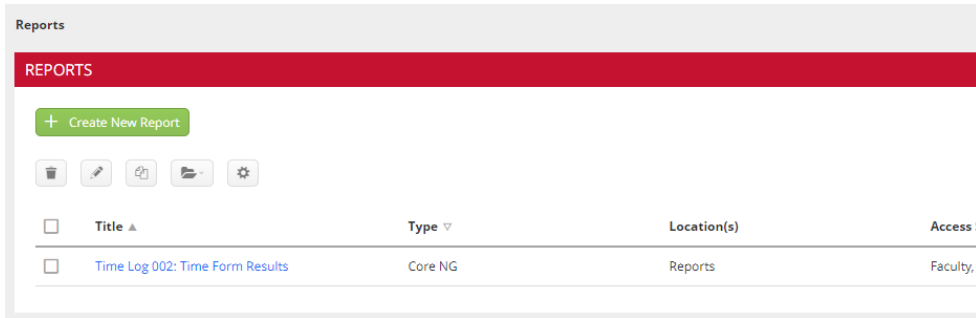 Reports
REPORTS
+ Create New Report
Title ▲ Type ▽ Location(s) Access
Time Log 002: Time Form Results Core NG Reports Faculty,